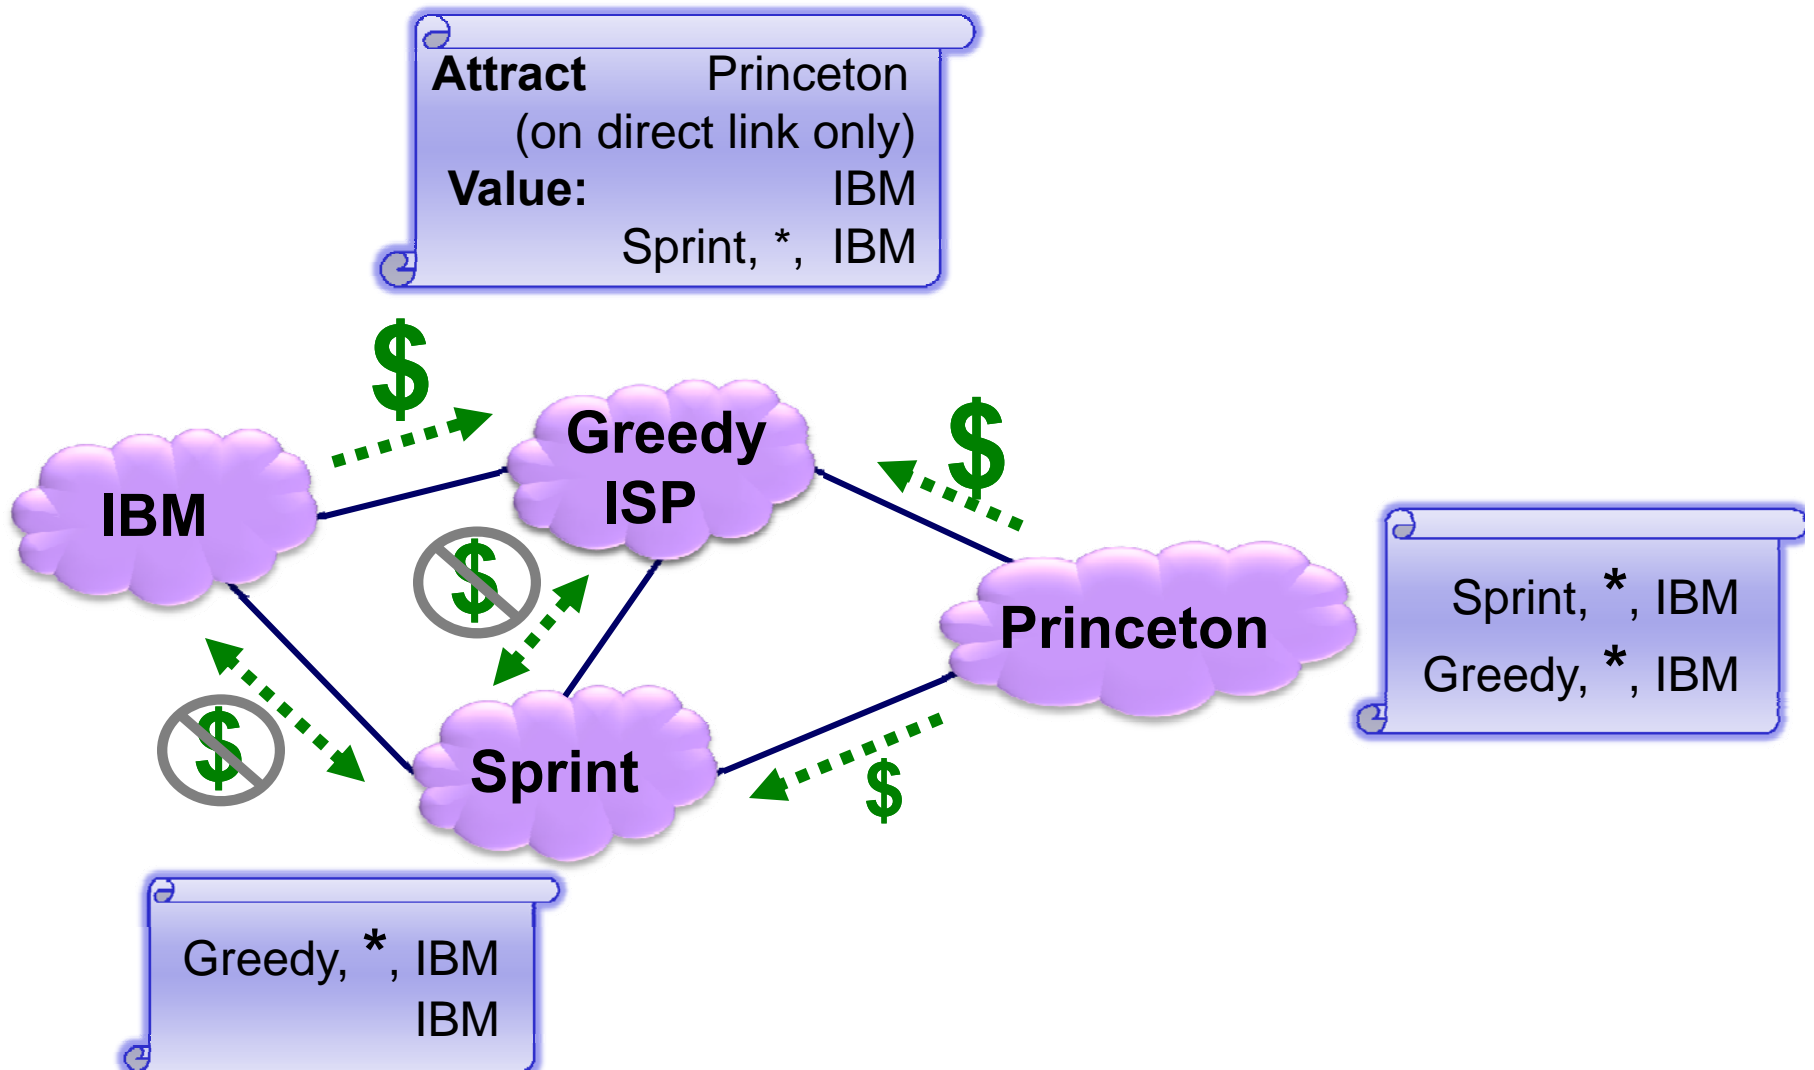 Attract Princeton
(on direct link only)
Value: IBM
Sprint, *, IBM
$
$
Greedy
ISP
IBM
$
Sprint, *, IBM
Greedy, *, IBM
Princeton
$
Sprint
$
Greedy, *, IBM
IBM